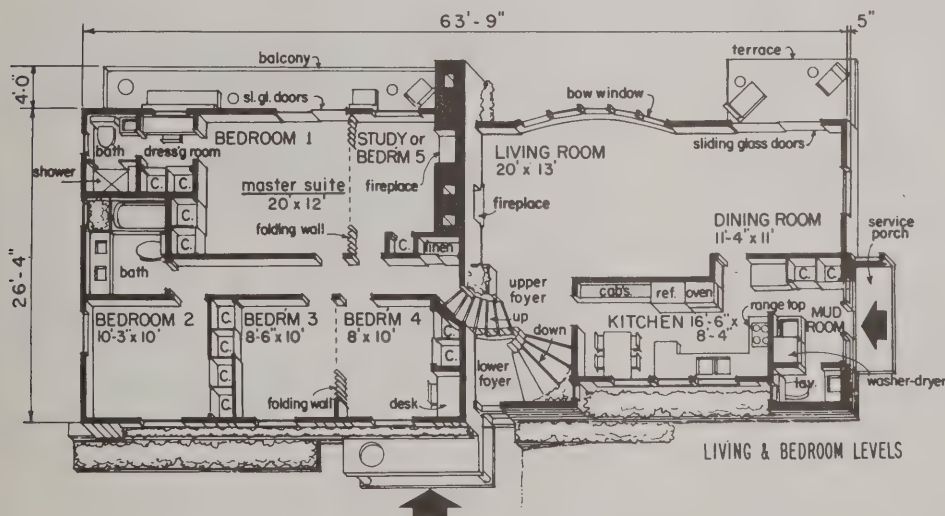 63'-9"
5"
4'-0"
26'-4"
balcony
terrace
sl. gl. doors
bow window
BEDROOM 1
STUDY or
BEDR'M 5
bath
dress'g room
shower
C.
C.
master suite
20' x 12'
fireplace
LIVING ROOM
20' x 13'
fireplace
sliding glass doors
DINING ROOM
11'-4" x 11'
service
porch
C.
C.
folding wall
C.
linen
bath
upper
foyer
up
down
lower
foyer
cab's
ref.
oven
C.
C.
range top
KITCHEN 16'-6" x
8'-4"
MUD
ROOM
BEDROOM 2
10'-3" x 10'
BEDR'M 3
8'-6" x 10'
BEDR'M 4
8' x 10'
C.
C.
C.
C.
C.
C.
folding wall
desk
lav.
washer-dryer
LIVING & BEDROOM LEVELS